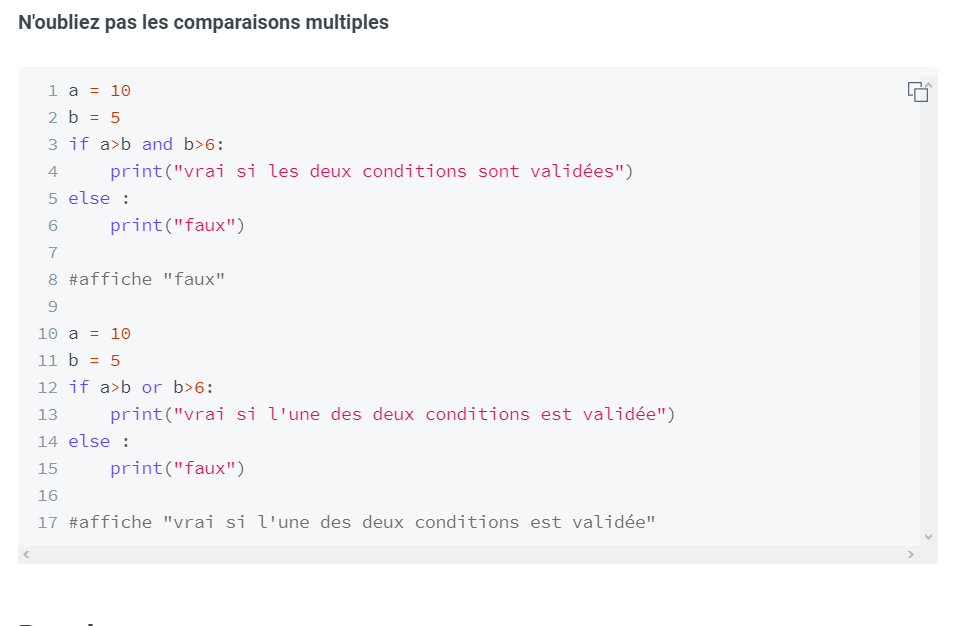 N'oubliez pas les comparaisons multiples
1 a = 10
2 b = 5
3 if a>b and b>6:
4     print("vrai si les deux conditions sont validées")
5 else :
6     print("faux")
7
8 #affiche "faux"
9
10 a = 10
11 b = 5
12 if a>b or b>6:
13     print("vrai si l'une des deux conditions est validée")
14 else :
15     print("faux")
16
17 #affiche "vrai si l'une des deux conditions est validée"